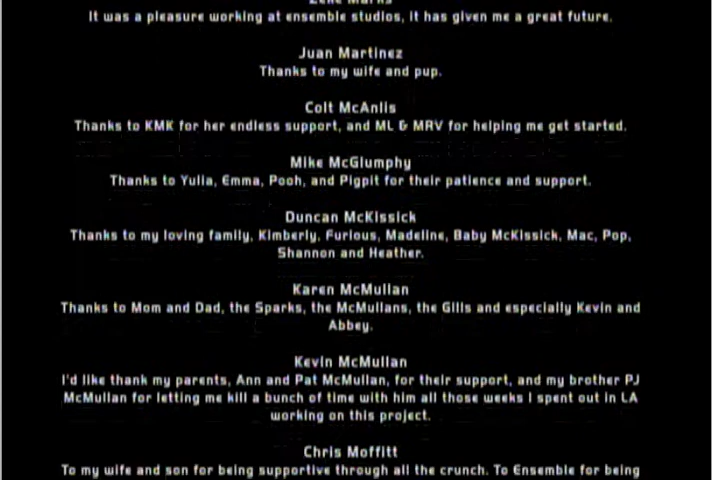 It was a pleasure working at ensemble studios, It has given me a great future.
Juan Martinez
Thanks to my wife and pup.
Colt McAnlis
Thanks to KMK for her endless support, and ML & MRV for helping me get started.
Mike McGlumphy
Thanks to Yulia, Emma, Pooh, and Pigpit for their patience and support.
Duncan McKissick
Thanks to my loving family, Kimberly, Furious, Madeline, Baby McKissick, Mac, Pop,
Shannon and Heather.
Karen McMullan
Thanks to Mom and Dad, the Sparks, the McMullans, the Gills and especially Kevin and
Abbey.
Kevin McMullan
I'd like thank my parents, Ann and Pat McMullan, for their support, and my brother PJ
McMullan for letting me kill a bunch of time with him all those weeks I spent out in LA
working on this project.
Chris Moffitt
To my wife and son for being supportive through all the crunch. To Ensemble for being